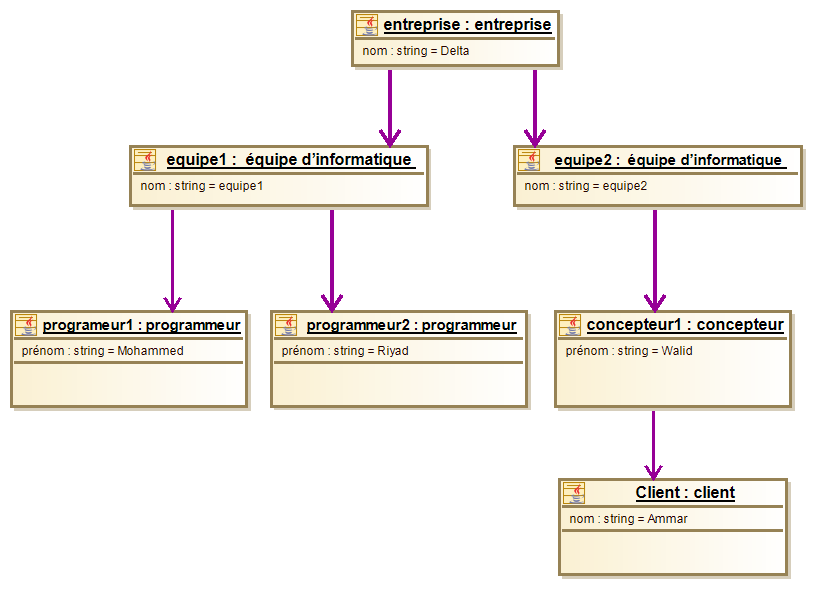 entreprise : entreprise
nom : string = Delta
equipe1 : équipe d’informatique
nom : string = equipe1
equipe2 : équipe d’informatique
nom : string = equipe2
programeur1 : programmeur
prénom : string = Mohammed
programmeur2 : programmeur
prénom : string = Riyad
concepteur1 : concepteur
prénom : string = Walid
Client : client
nom : string = Ammar